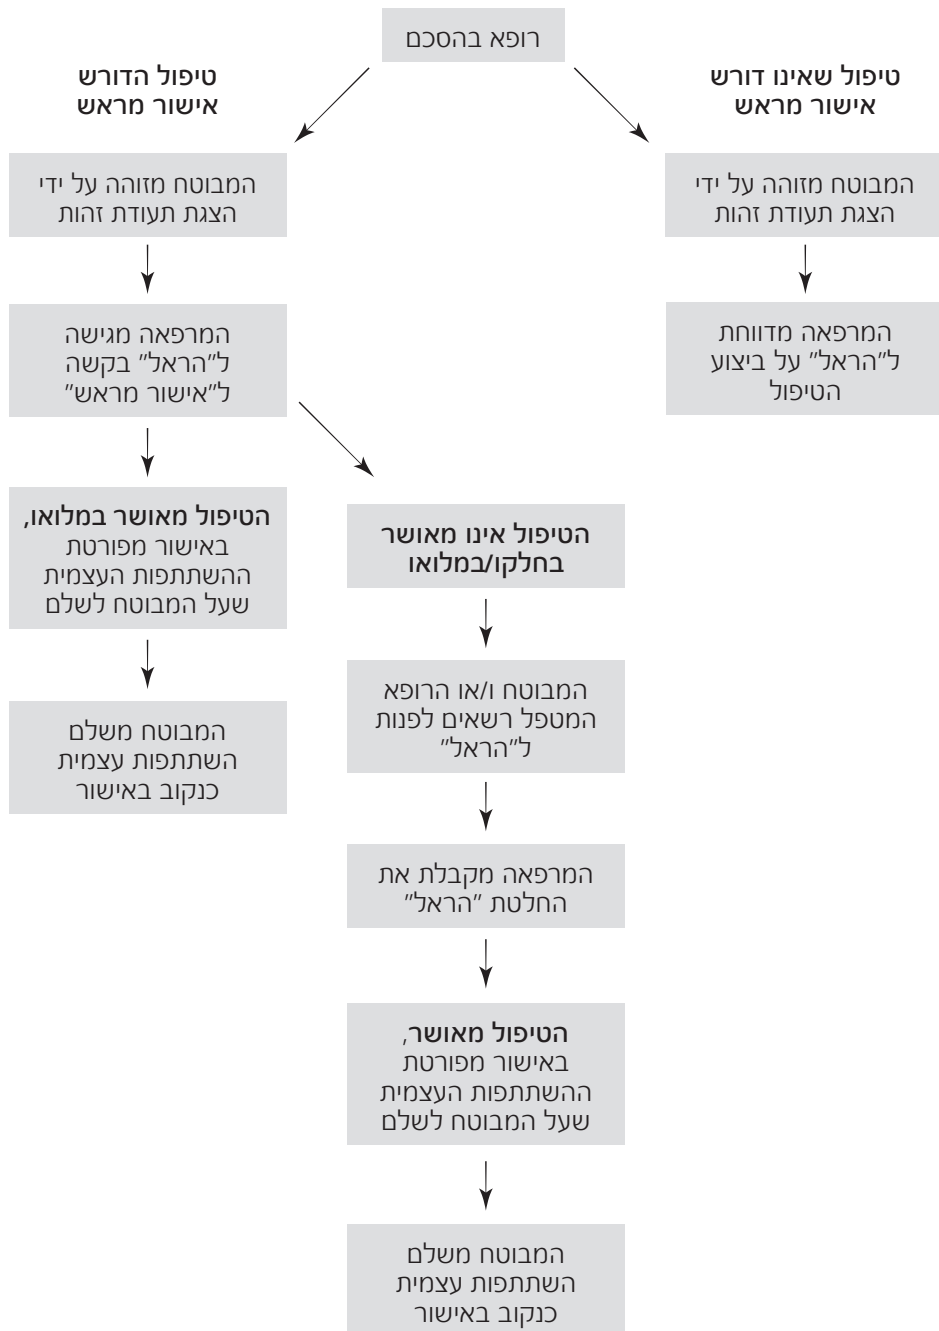 רופא בהסכם
טיפול שאינו דורש
אישור מראש
המבוטח מזוהה על ידי
הצגת תעודת זהות
המרפאה מדווחת
ל"הראל" על ביצוע
הטיפול
טיפול הדורש
אישור מראש
המבוטח מזוהה על ידי
הצגת תעודת זהות
המרפאה מגישה
ל"הראל" בקשה
ל"אישור מראש"
הטיפול מאושר במלואו,
באישור מפורטת
ההשתתפות העצמית
שעל המבוטח לשלם
המבוטח משלם
השתתפות עצמית
כנקוב באישור
הטיפול אינו מאושר
בחלקו/במלואו
המבוטח ו/או הרופא
המטפל רשאים לפנות
ל"הראל"
המרפאה מקבלת את
החלטת "הראל"
הטיפול מאושר,
באישור מפורטת
ההשתתפות העצמית
שעל המבוטח לשלם
המבוטח משלם
השתתפות עצמית
כנקוב באישור